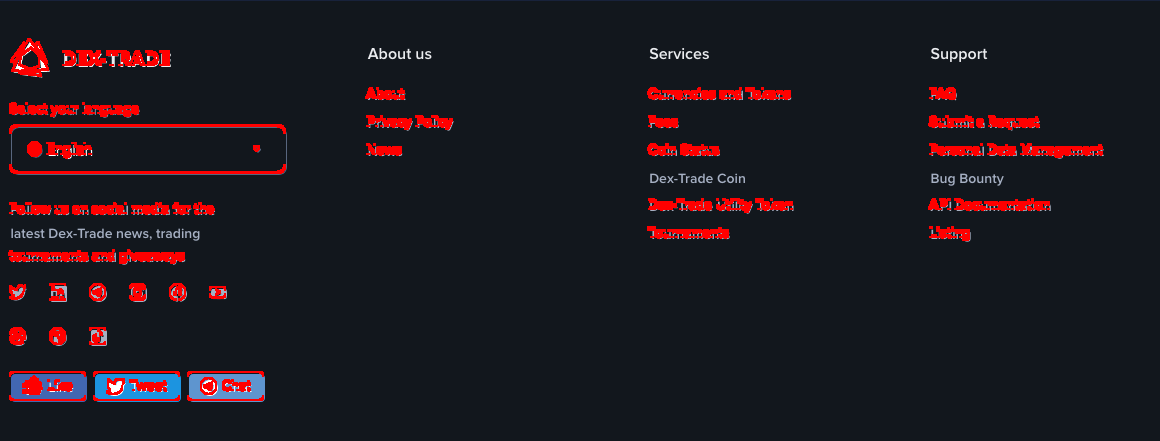 DEX-TRADE
Select your language
English
Follow us on social media for the
latest Dex-Trade news, trading
tournaments and giveaways
Like
Tweet
Chat
About us
About
Privacy Policy
News
Services
Currencies and Tokens
Fees
Coin Status
Dex-Trade Coin
Dex-Trade Utility Token
Tournaments
Support
FAQ
Submit a Request
Personal Data Management
Bug Bounty
API Documentation
Listing